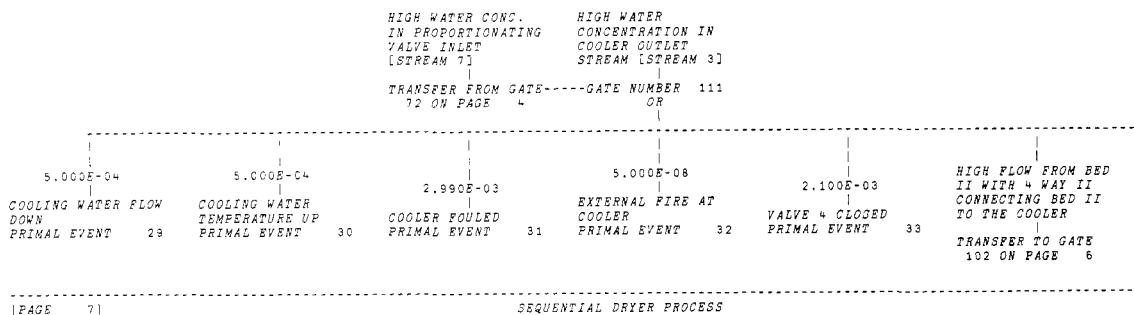 HIGH WATER CONC.
IN PROPORTIONATING
VALVE INLET
[STREAM 7]
HIGH WATER
CONCENTRATION IN
COOLER OUTLET
STREAM [STREAM 3]
TRANSFER FROM GATE-----GATE NUMBER 111
72 ON PAGE 4
OR
5.000E-04
COOLING WATER FLOW
DOWN
PRIMAL EVENT 29
5.000E-04
COOLING WATER
TEMPERATURE UP
PRIMAL EVENT 30
2.990E-03
COOLER FOULED
PRIMAL EVENT 31
5.000E-08
EXTERNAL FIRE AT
COOLER
PRIMAL EVENT 32
2.100E-03
VALVE 4 CLOSED
PRIMAL EVENT 33
HIGH FLOW FROM BED
II WITH 4 WAY II
CONNECTING BED II
TO THE COOLER
TRANSFER TO GATE
102 ON PAGE 6
|PAGE 7|
SEQUENTIAL DRYER PROCESS